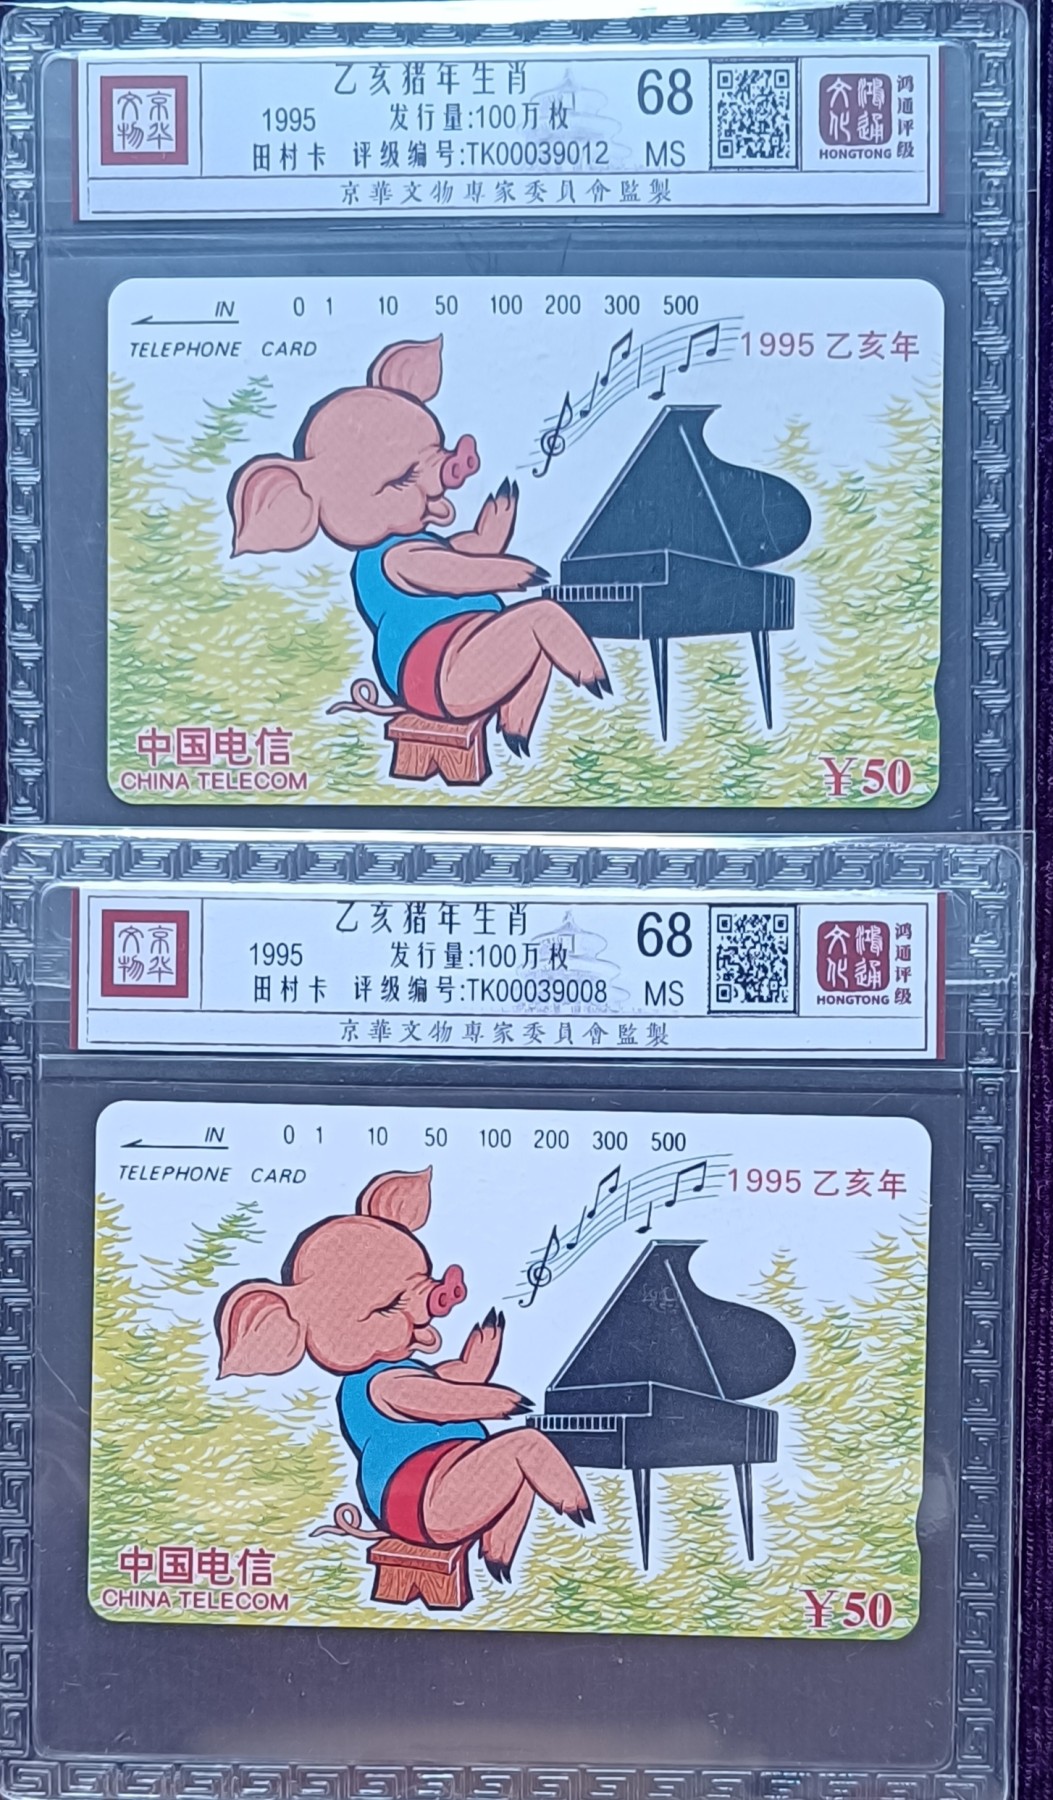 京华文物
乙亥猪年生肖
1995 发行量:100万枚
田村卡 评级编号:TK00039012
68
MS
鸿通文化
HONGTONG
鸿通评级
京華文物專家委員會監製
IN 0 1 10 50 100 200 300 500
TELEPHONE CARD
1995 乙亥年
中国电信
CHINA TELECOM
¥50
京华文物
乙亥猪年生肖
1995 发行量:100万枚
田村卡 评级编号:TK00039008
68
MS
鸿通文化
HONGTONG
鸿通评级
京華文物專家委員會監製
IN 0 1 10 50 100 200 300 500
TELEPHONE CARD
1995 乙亥年
中国电信
CHINA TELECOM
¥50